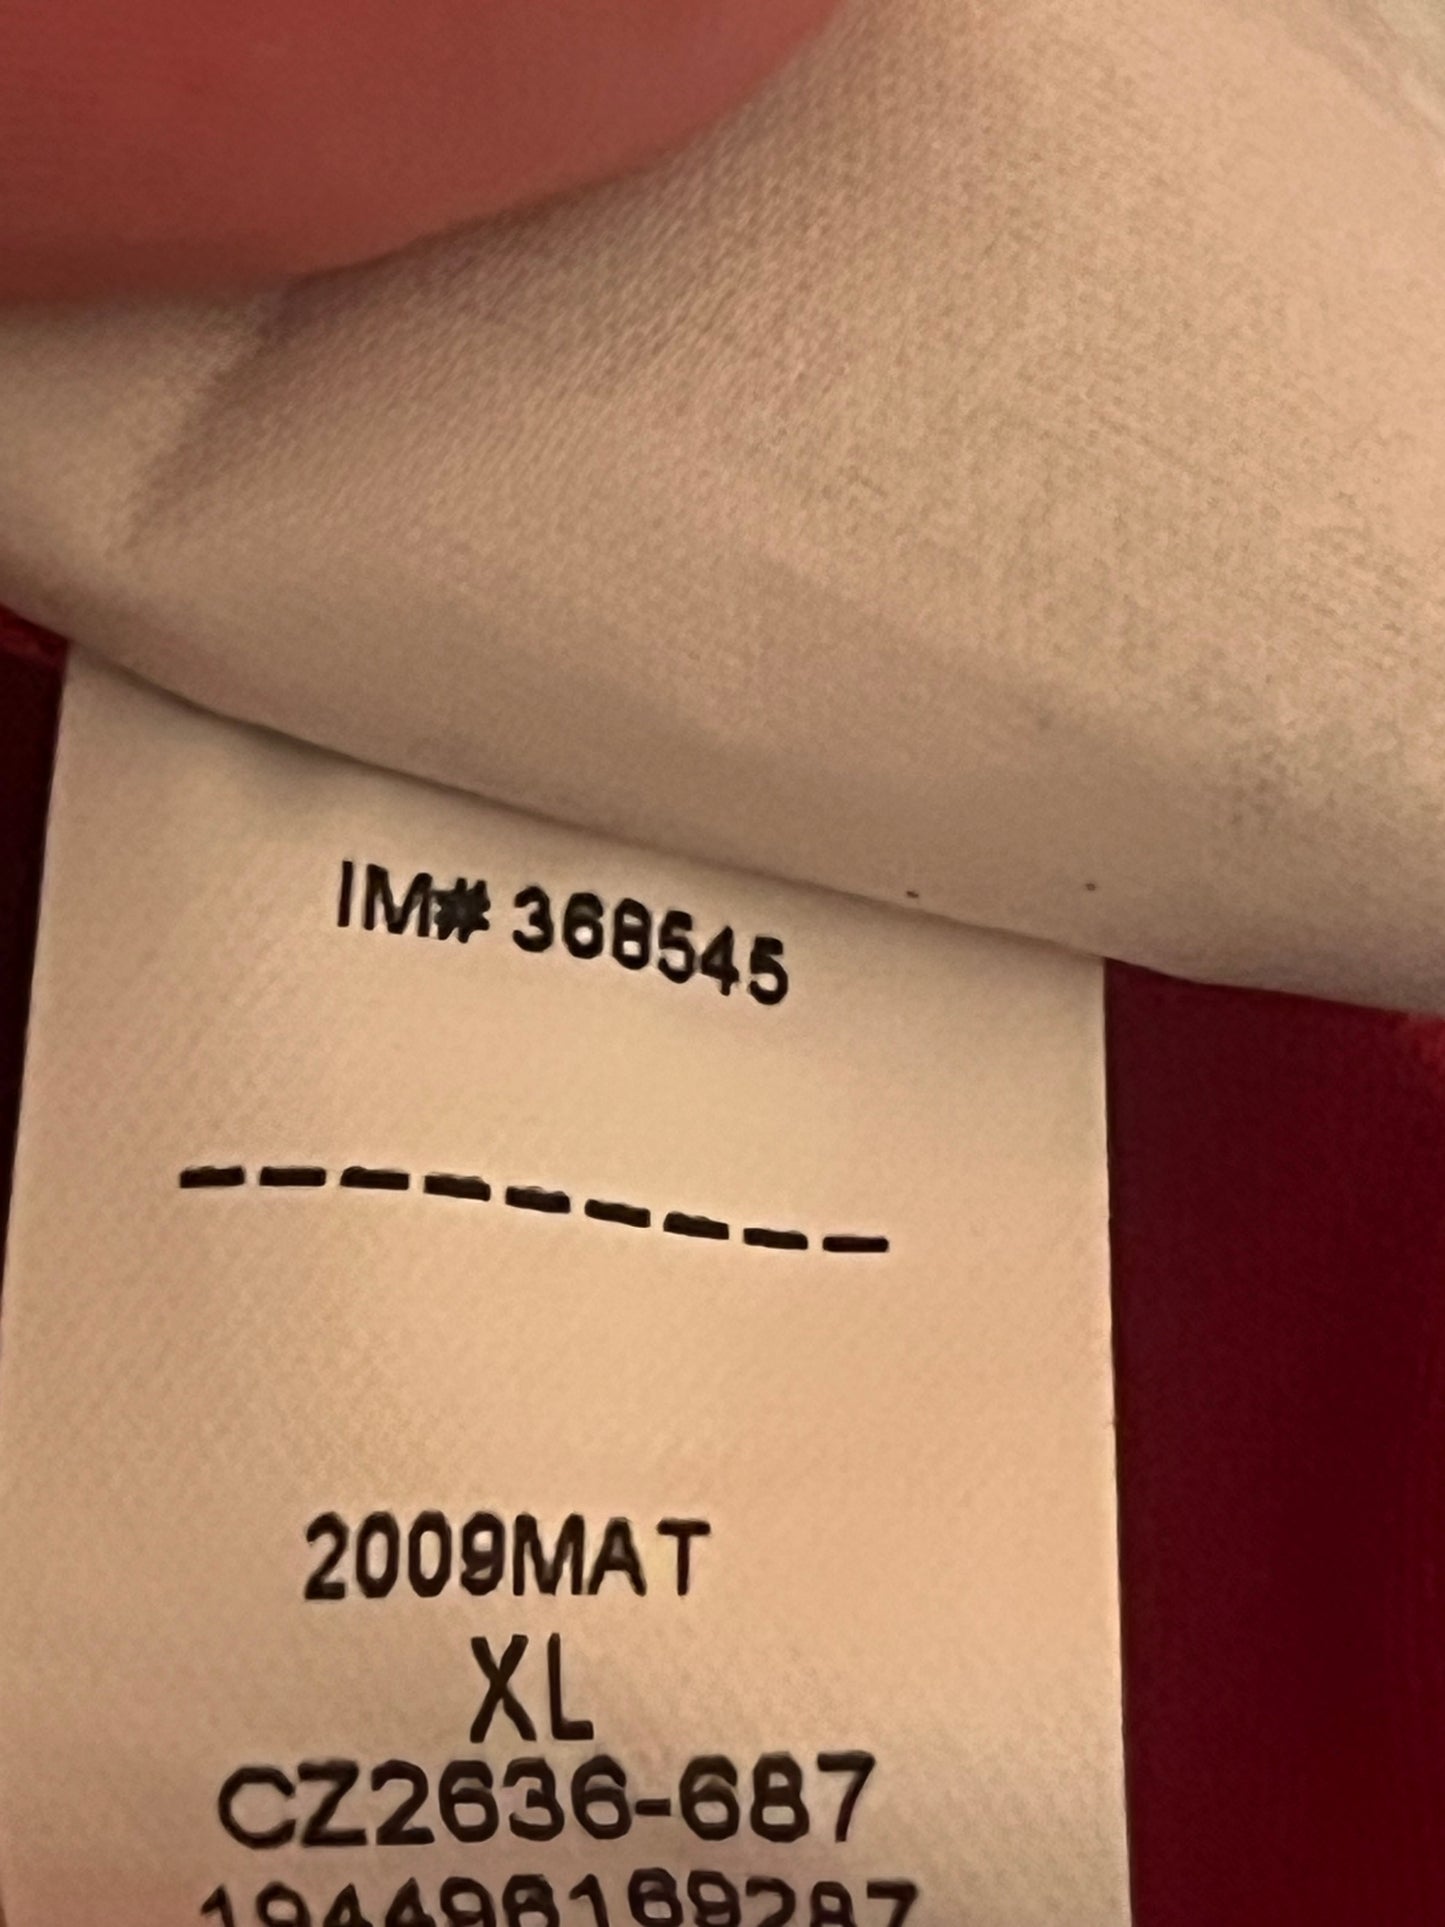 IM# 368545
---------
2009MAT
XL
CZ2636-687